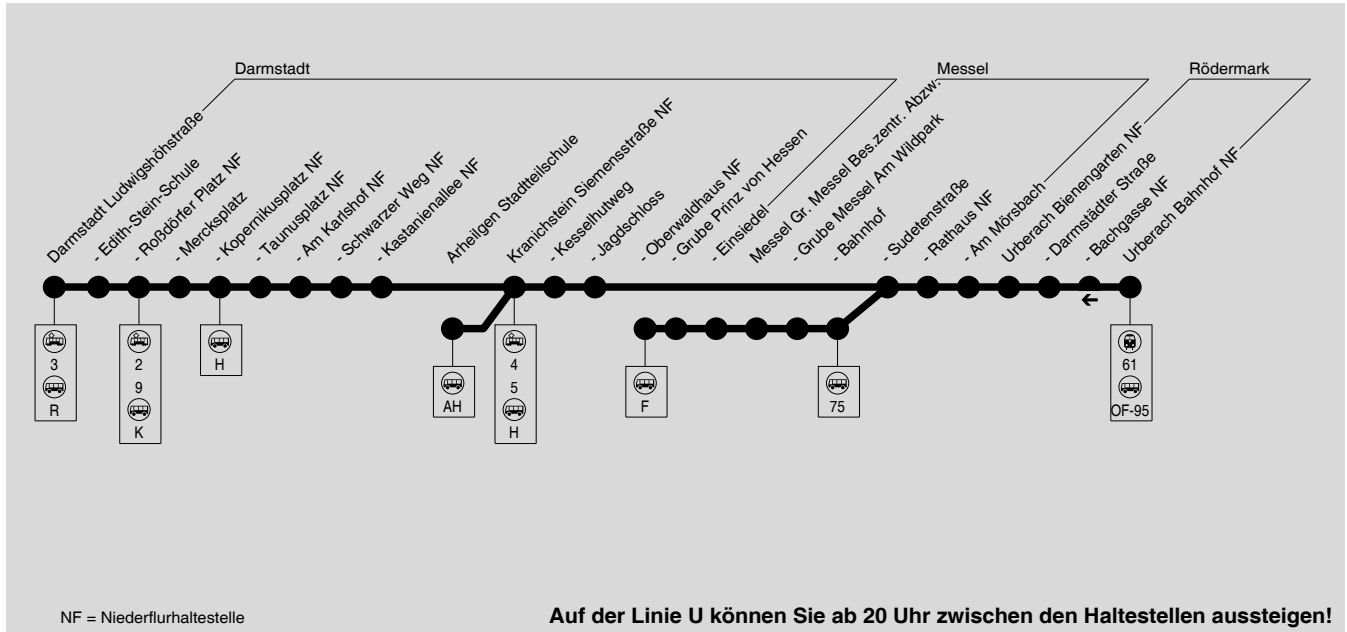 Darmstadt
Messel
Rödermark
Darmstadt Ludwigshöhstraße
- Edith-Stein-Schule
- Roßdörfer Platz NF
- Mercksplatz
- Kopernikusplatz NF
- Taunusplatz NF
- Am Karlshof NF
- Schwarzer Weg NF
- Kastanienallee NF
Arheilgen Stadtteilschule
Kranichstein Siemensstraße NF
- Kesselhutweg
- Jagdschloss
- Oberwaldhaus NF
- Grube Prinz von Hessen
- Einsiedel
Messel Gr. Messel Bes.zentr. Abzw.
- Grube Messel Am Wildpark
- Bahnhof
- Sudetenstraße
- Rathaus NF
- Am Mörsbach
Urberach Bienengarten NF
- Darmstädter Straße
- Bachgasse NF
Urberach Bahnhof NF
3
R
2
9
K
H
AH
4
5
H
F
75
61
OF-95
NF = Niederflurhaltestelle
Auf der Linie U können Sie ab 20 Uhr zwischen den Haltestellen aussteigen!